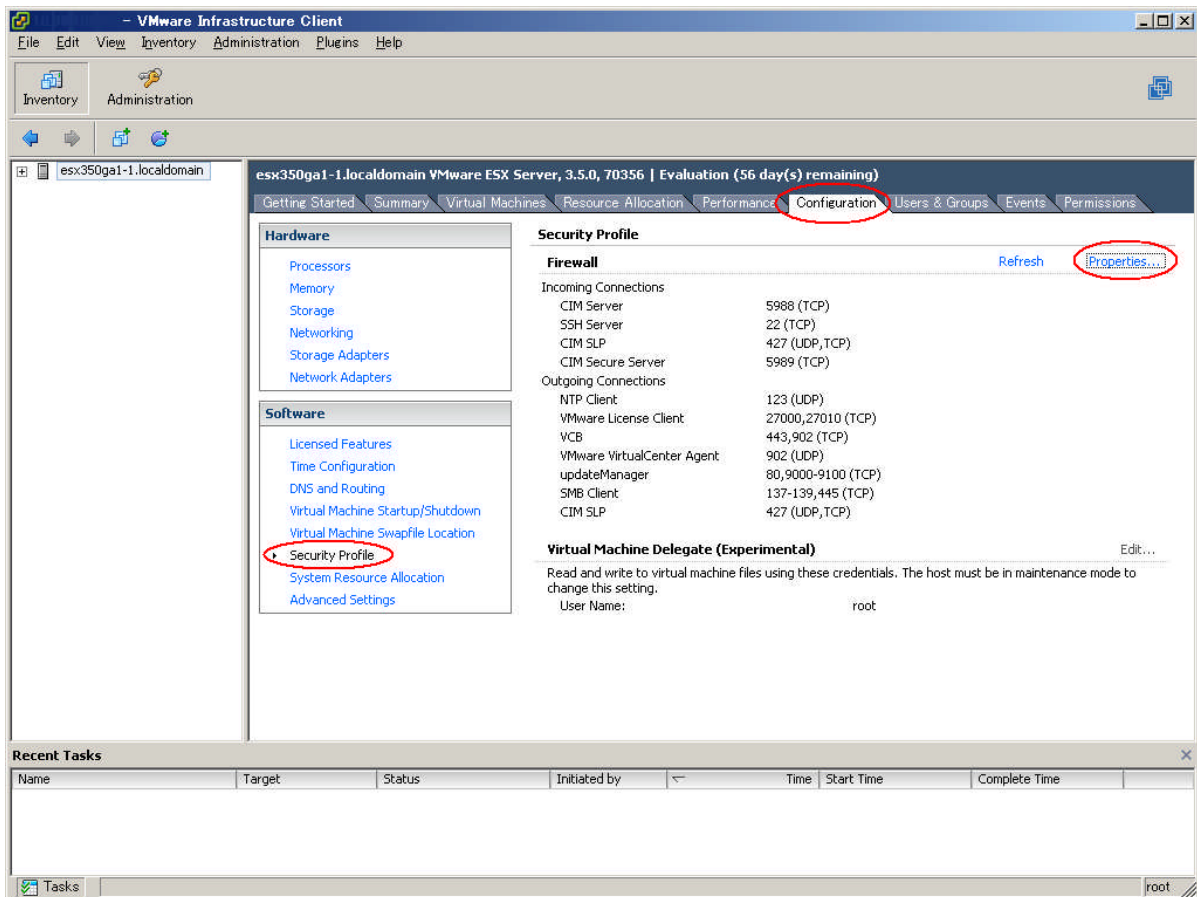 - VMware Infrastructure Client
File Edit View Inventory Administration Plugins Help
Inventory Administration
esx350ga1-1.localdomain
esx350ga1-1.localdomain VMware ESX Server, 3.5.0, 70356 | Evaluation (56 day(s) remaining)
Getting Started Summary Virtual Machines Resource Allocation Performance Configuration Users & Groups Events Permissions
Hardware
Processors
Memory
Storage
Networking
Storage Adapters
Network Adapters
Software
Licensed Features
Time Configuration
DNS and Routing
Virtual Machine Startup/Shutdown
Virtual Machine Swapfile Location
Security Profile
System Resource Allocation
Advanced Settings
Security Profile
Firewall Refresh Properties...
Incoming Connections
CIM Server 5988 (TCP)
SSH Server 22 (TCP)
CIM SLP 427 (UDP,TCP)
CIM Secure Server 5989 (TCP)
Outgoing Connections
NTP Client 123 (UDP)
VMware License Client 27000,27010 (TCP)
VCB 443,902 (TCP)
VMware VirtualCenter Agent 902 (UDP)
updateManager 80,9000-9100 (TCP)
SMB Client 137-139,445 (TCP)
CIM SLP 427 (UDP,TCP)
Virtual Machine Delegate (Experimental) Edit...
Read and write to virtual machine files using these credentials. The host must be in maintenance mode to
change this setting.
User Name: root
Recent Tasks
Name Target Status Initiated by Time Start Time Complete Time
Tasks root